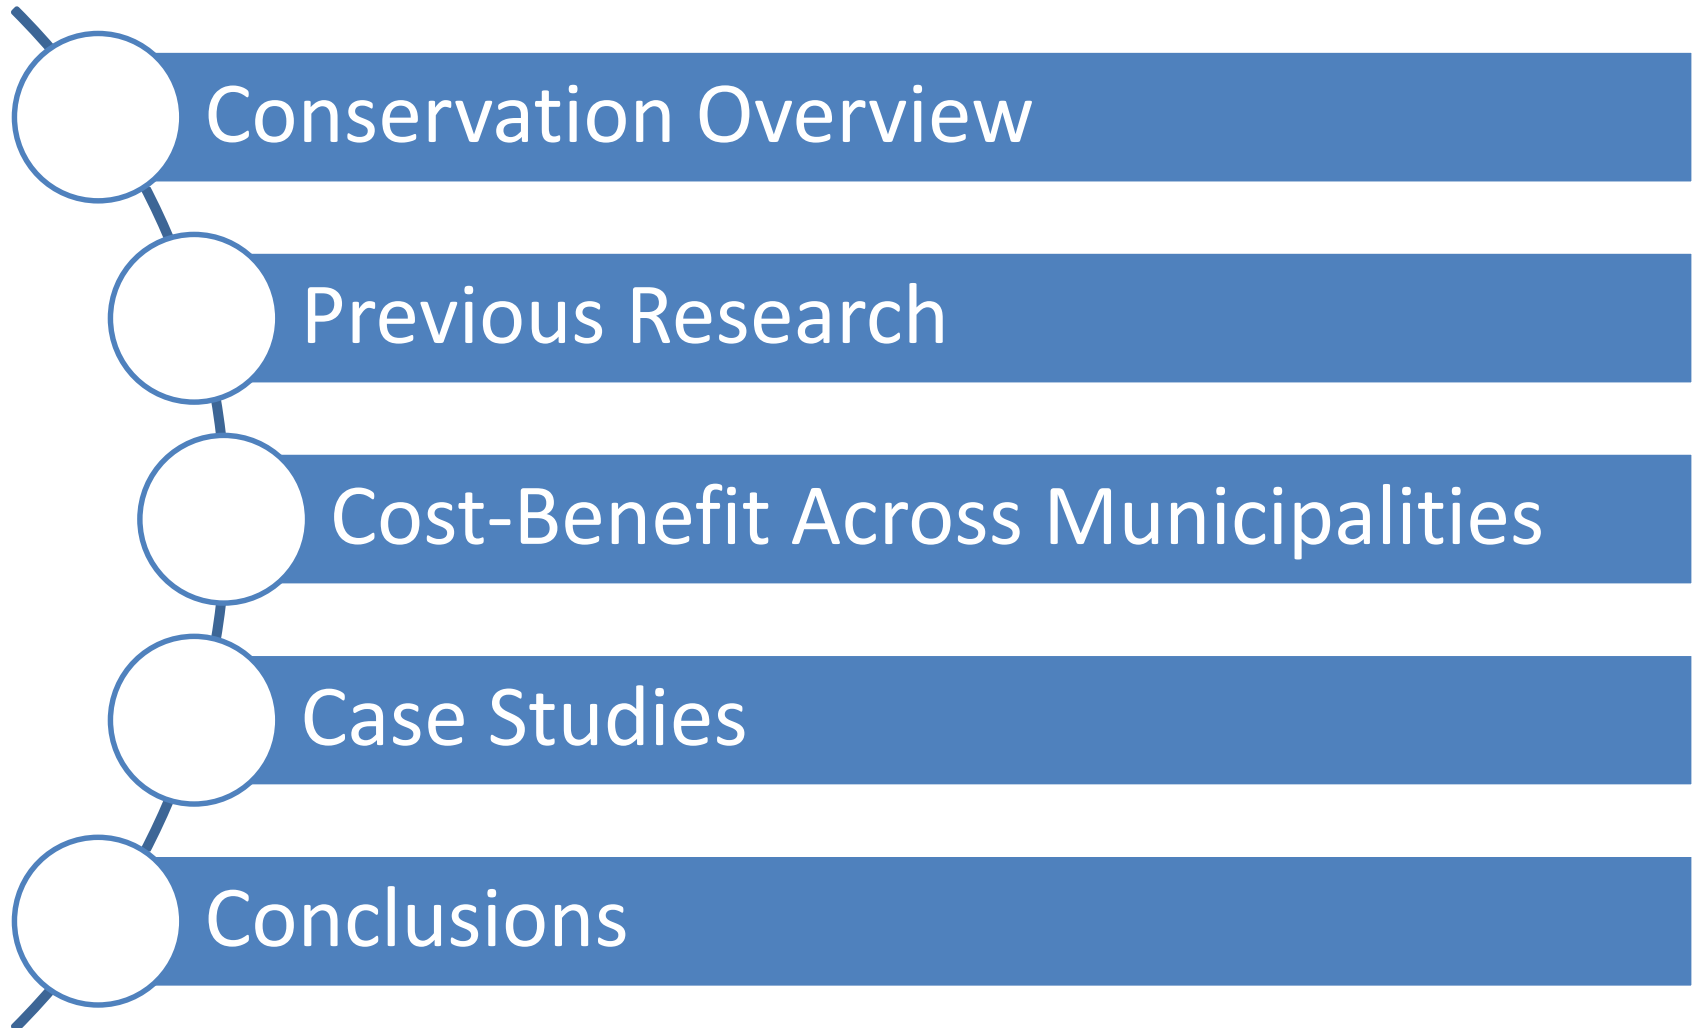 Conservation Overview
Previous Research
Cost-Benefit Across Municipalities
Case Studies
Conclusions